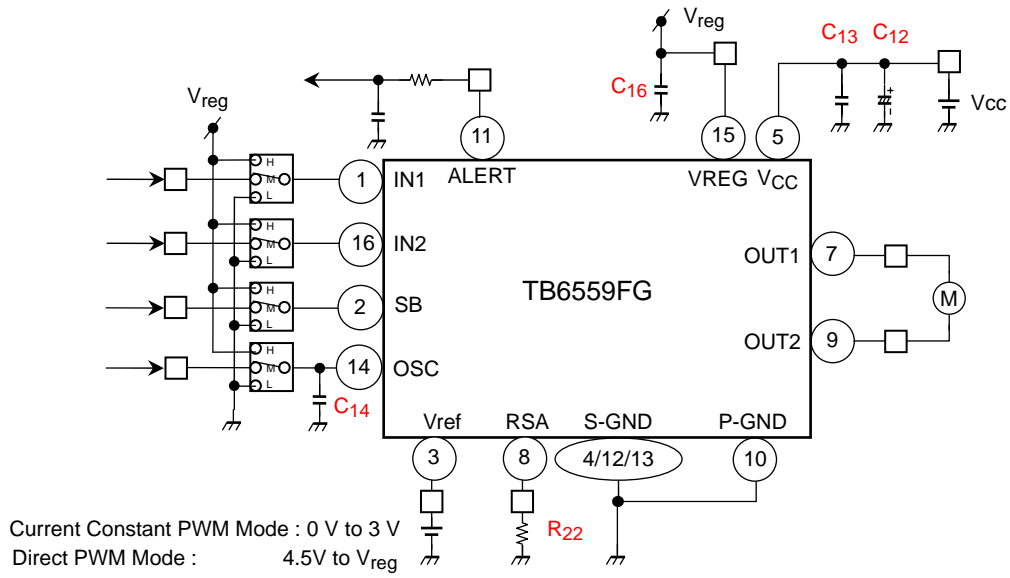 Vreg
C13 C12
C16
Vcc
+
-
Vreg
11
15
5
ALERT
VREG VCC
H
M
L
1
IN1
H
M
L
16
IN2
OUT1
7
TB6559FG
M
H
M
L
2
SB
OUT2
9
H
M
L
14
OSC
C14
Vref RSA S-GND P-GND
3 8 4/12/13 10
R22
Current Constant PWM Mode : 0 V to 3 V
Direct PWM Mode : 4.5V to Vreg